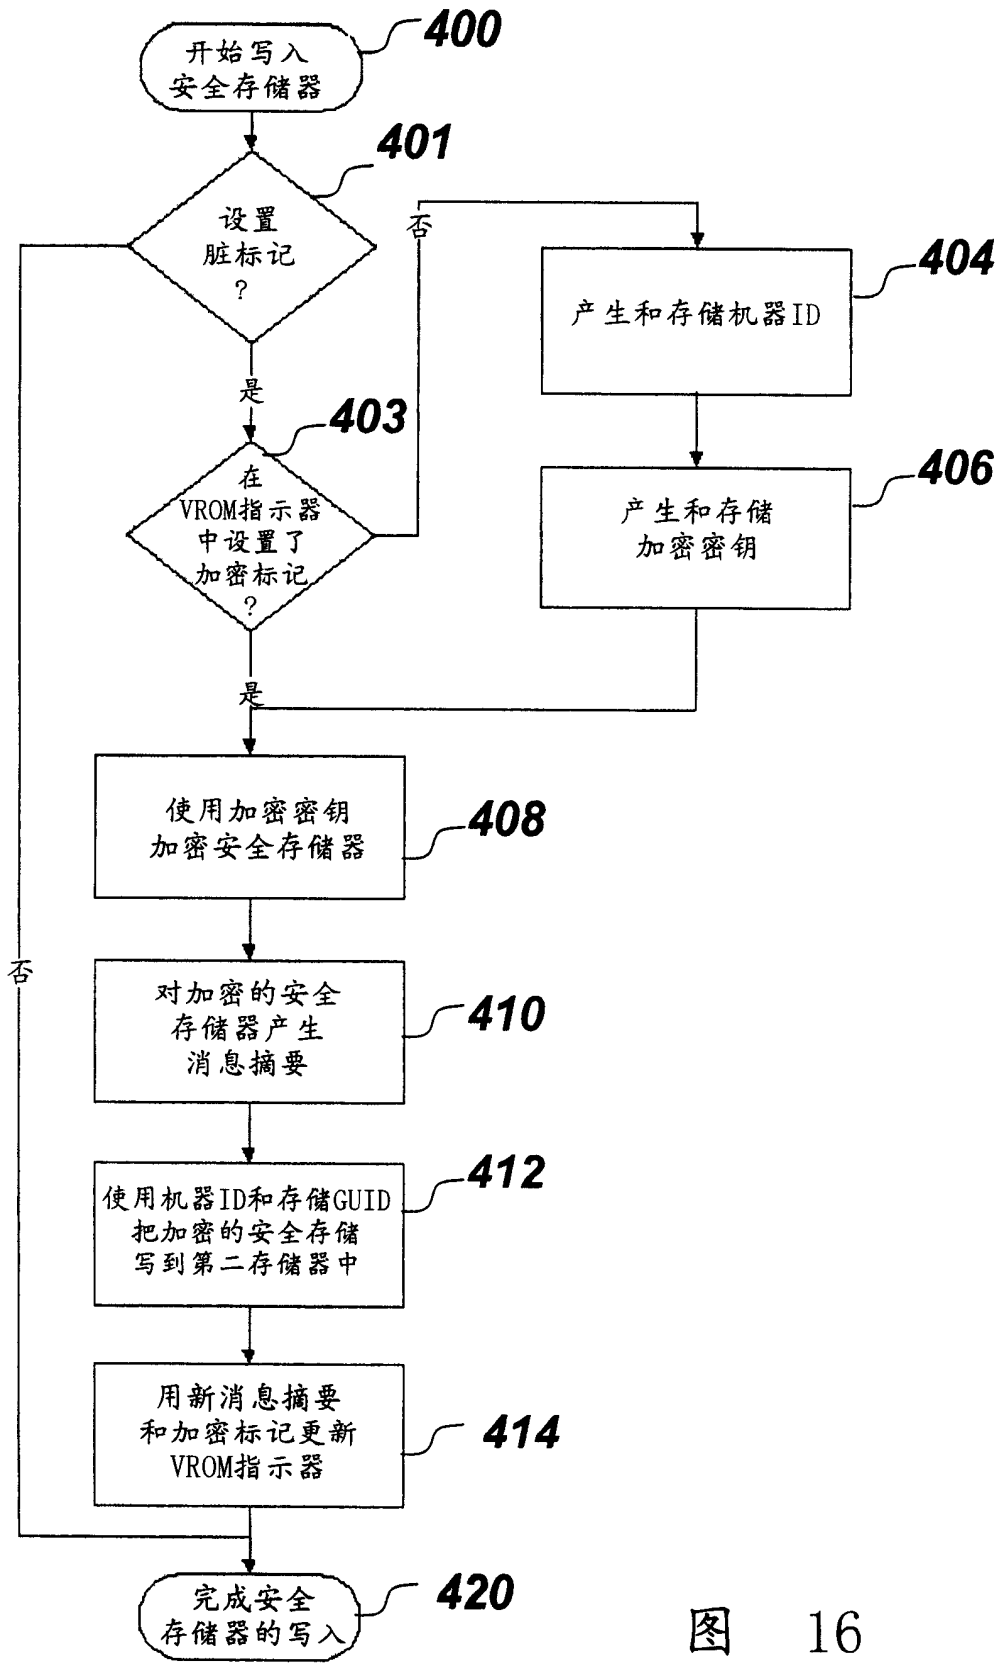 400
开始写入
安全存储器
401
设置
脏标记
?
否
404
产生和存储机器ID
是
403
在
VROM指示器
中设置了
加密标记
?
406
产生和存储
加密密钥
是
使用加密密钥
加密安全存储器
408
否
对加密的安全
存储器产生
消息摘要
410
使用机器ID和存储GUID
把加密的安全存储
写到第二存储器中
412
用新消息摘要
和加密标记更新
VROM指示器
414
完成安全
存储器的写入
420
图 16